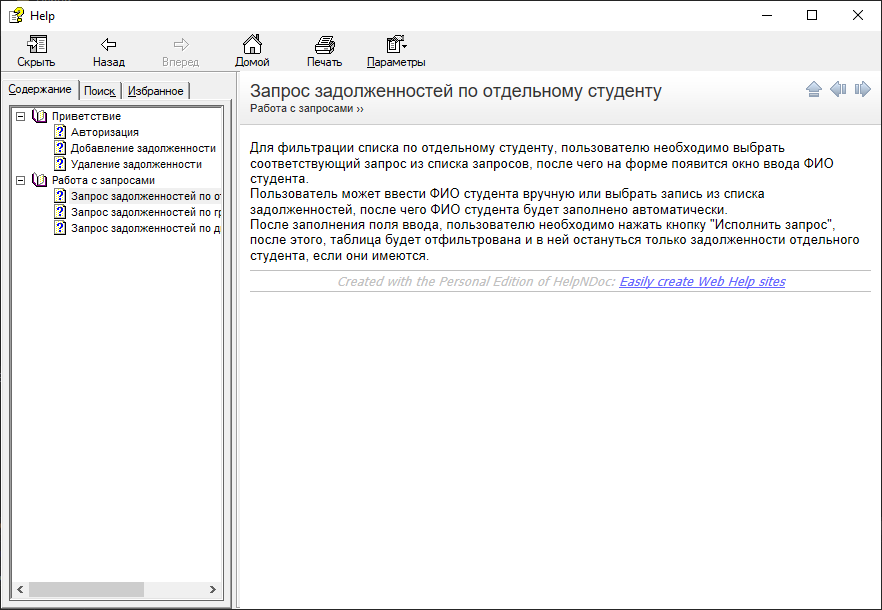 Help
Скрыть
Назад
Вперед
Домой
Печать
Параметры
Содержание
Поиск
Избранное
Приветствие
Авторизация
Добавление задолженности
Удаление задолженности
Работа с запросами
Запрос задолженностей по от
Запрос задолженностей по гр
Запрос задолженностей по ди
Запрос задолженностей по отдельному студенту
Работа с запросами ››
Для фильтрации списка по отдельному студенту, пользователю необходимо выбрать
соответствующий запрос из списка запросов, после чего на форме появится окно ввода ФИО
студента.
Пользователь может ввести ФИО студента вручную или выбрать запись из списка
задолженностей, после чего ФИО студента будет заполнено автоматически.
После заполнения поля ввода, пользователю необходимо нажать кнопку "Исполнить запрос",
после этого, таблица будет отфильтрована и в ней останутся только задолженности отдельного
студента, если они имеются.
Created with the Personal Edition of HelpNDoc: Easily create Web Help sites